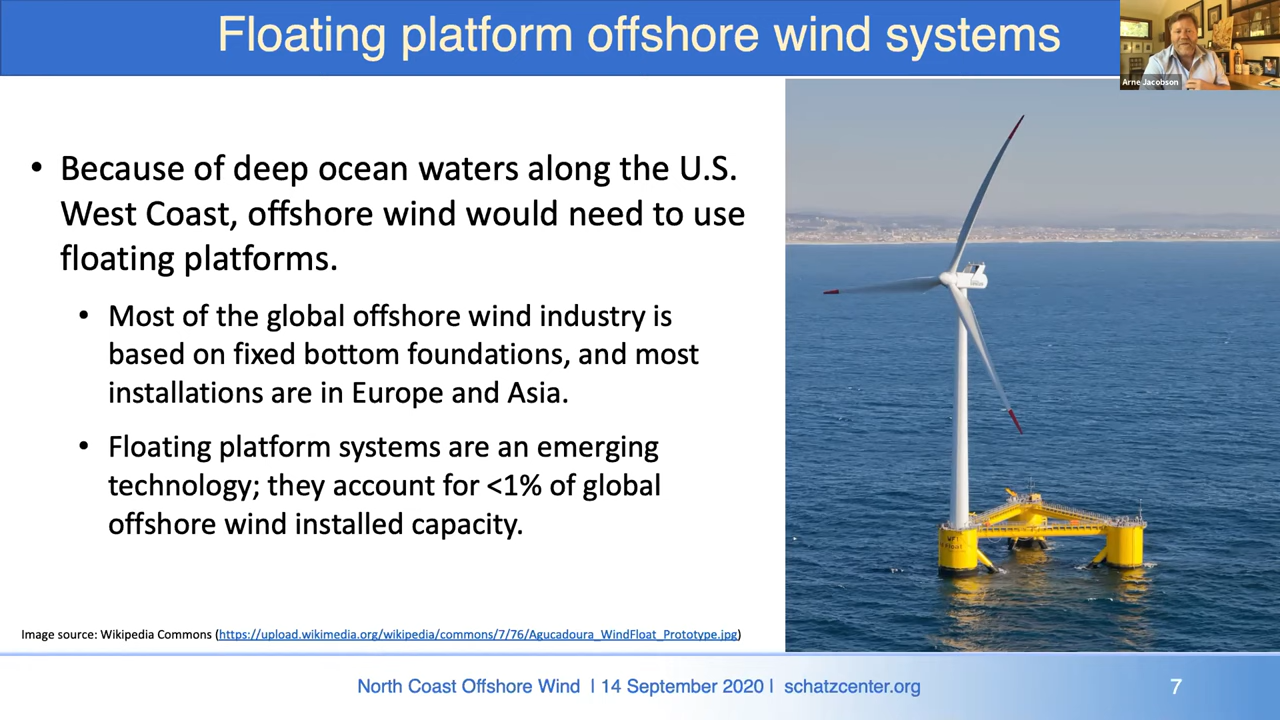 Floating platform offshore wind systems
Arne Jacobson
• Because of deep ocean waters along the U.S.
West Coast, offshore wind would need to use
floating platforms.
• Most of the global offshore wind industry is
based on fixed bottom foundations, and most
installations are in Europe and Asia.
• Floating platform systems are an emerging
technology; they account for <1% of global
offshore wind installed capacity.
Image source: Wikipedia Commons (https://upload.wikimedia.org/wikipedia/commons/7/76/Agucadoura_WindFloat_Prototype.jpg)
North Coast Offshore Wind | 14 September 2020 | schatzcenter.org
7